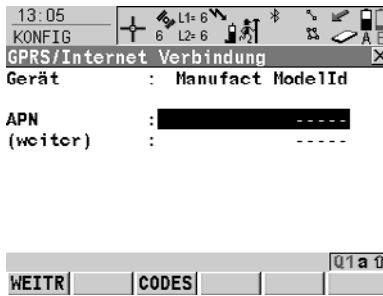 13:05
KONFIG
L1= 6
6 L2= 6
A B
GPRS/Internet Verbindung X
Gerät : Manufact ModelId
APN : -----
(weiter) : -----
Q1 a
WEITR CODES